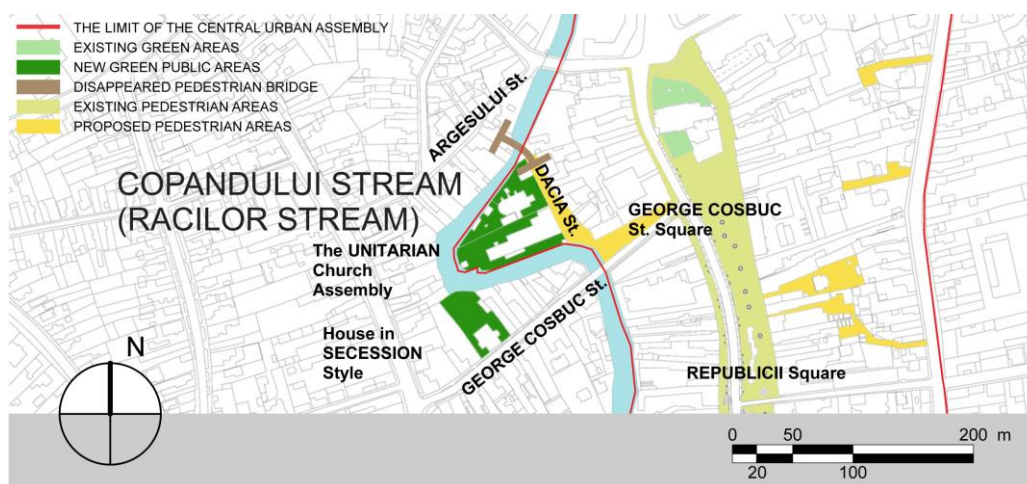 THE LIMIT OF THE CENTRAL URBAN ASSEMBLY
EXISTING GREEN AREAS
NEW GREEN PUBLIC AREAS
DISAPPEARED PEDESTRIAN BRIDGE
EXISTING PEDESTRIAN AREAS
PROPOSED PEDESTRIAN AREAS
ARGESULUI St.
COPANDULUI STREAM
(RACILOR STREAM)
DACIA St.
GEORGE COSBUC
St. Square
The UNITARIAN
Church
Assembly
House in
SECESSION
Style
GEORGE COSBUC St.
REPUBLICII Square
N
0 50 200 m
20 100